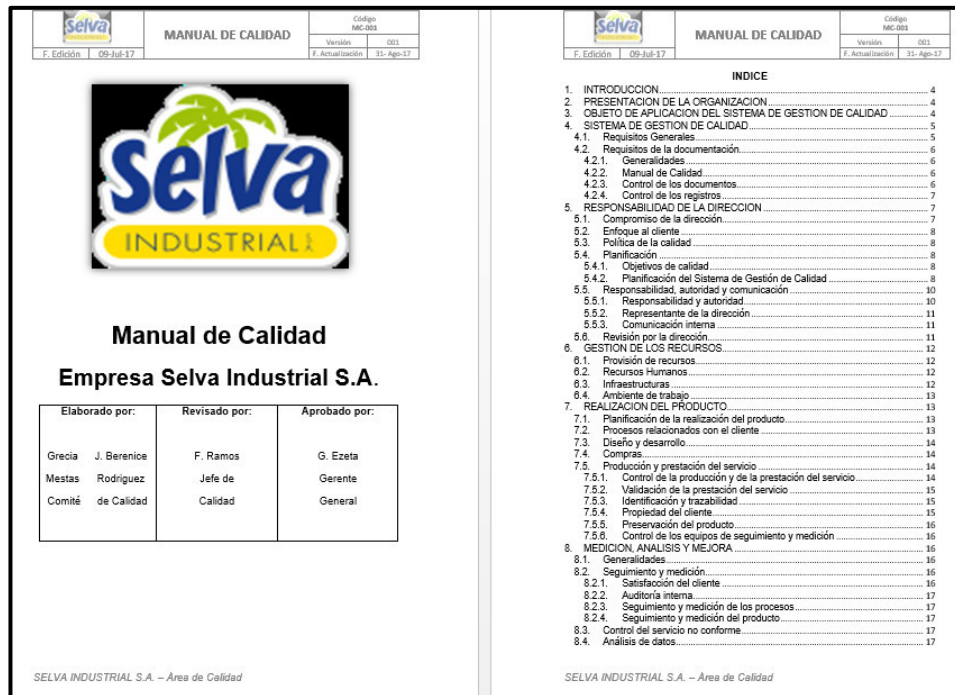 Selva
INDUSTRIAL
MANUAL DE CALIDAD
Código
MC-001
Versión 001
F. Edición 09-Jul-17
F. Actualización 31- Ago-17
Selva
INDUSTRIAL S.A.
Manual de Calidad
Empresa Selva Industrial S.A.
Elaborado por: Revisado por: Aprobado por:
Grecia J. Berenice F. Ramos G. Ezeta
Mestas Rodriguez Jefe de Gerente
Comité de Calidad Calidad General
SELVA INDUSTRIAL S.A. – Área de Calidad
Selva
INDUSTRIAL
MANUAL DE CALIDAD
Código
MC-001
Versión 001
F. Edición 09-Jul-17
F. Actualización 31- Ago-17
INDICE
1. INTRODUCCION 4
2. PRESENTACION DE LA ORGANIZACION 4
3. OBJETO DE APLICACION DEL SISTEMA DE GESTION DE CALIDAD 4
4. SISTEMA DE GESTION DE CALIDAD 5
4.1. Requisitos Generales 5
4.2. Requisitos de la documentación 6
4.2.1. Generalidades 6
4.2.2. Manual de Calidad 6
4.2.3. Control de los documentos 6
4.2.4. Control de los registros 7
5. RESPONSABILIDAD DE LA DIRECCION 7
5.1. Compromiso de la dirección 7
5.2. Enfoque al cliente 8
5.3. Política de la calidad 8
5.4. Planificación 8
5.4.1. Objetivos de calidad 8
5.4.2. Planificación del Sistema de Gestión de Calidad 8
5.5. Responsabilidad, autoridad y comunicación 10
5.5.1. Responsabilidad y autoridad 10
5.5.2. Representante de la dirección 11
5.5.3. Comunicación interna 11
5.6. Revisión por la dirección 11
6. GESTION DE LOS RECURSOS 12
6.1. Provisión de recursos 12
6.2. Recursos Humanos 12
6.3. Infraestructuras 12
6.4. Ambiente de trabajo 13
7. REALIZACION DEL PRODUCTO 13
7.1. Planificación de la realización del producto 13
7.2. Procesos relacionados con el cliente 13
7.3. Diseño y desarrollo 14
7.4. Compras 14
7.5. Producción y prestación del servicio 14
7.5.1. Control de la producción y de la prestación del servicio 14
7.5.2. Validación de la prestación del servicio 15
7.5.3. Identificación y trazabilidad 15
7.5.4. Propiedad del cliente 15
7.5.5. Preservación del producto 16
7.5.6. Control de los equipos de seguimiento y medición 16
8. MEDICION, ANALISIS Y MEJORA 16
8.1. Generalidades 16
8.2. Seguimiento y medición 16
8.2.1. Satisfacción del cliente 16
8.2.2. Auditoría interna 17
8.2.3. Seguimiento y medición de los procesos 17
8.2.4. Seguimiento y medición del producto 17
8.3. Control del servicio no conforme 17
8.4. Análisis de datos 17
SELVA INDUSTRIAL S.A. – Área de Calidad